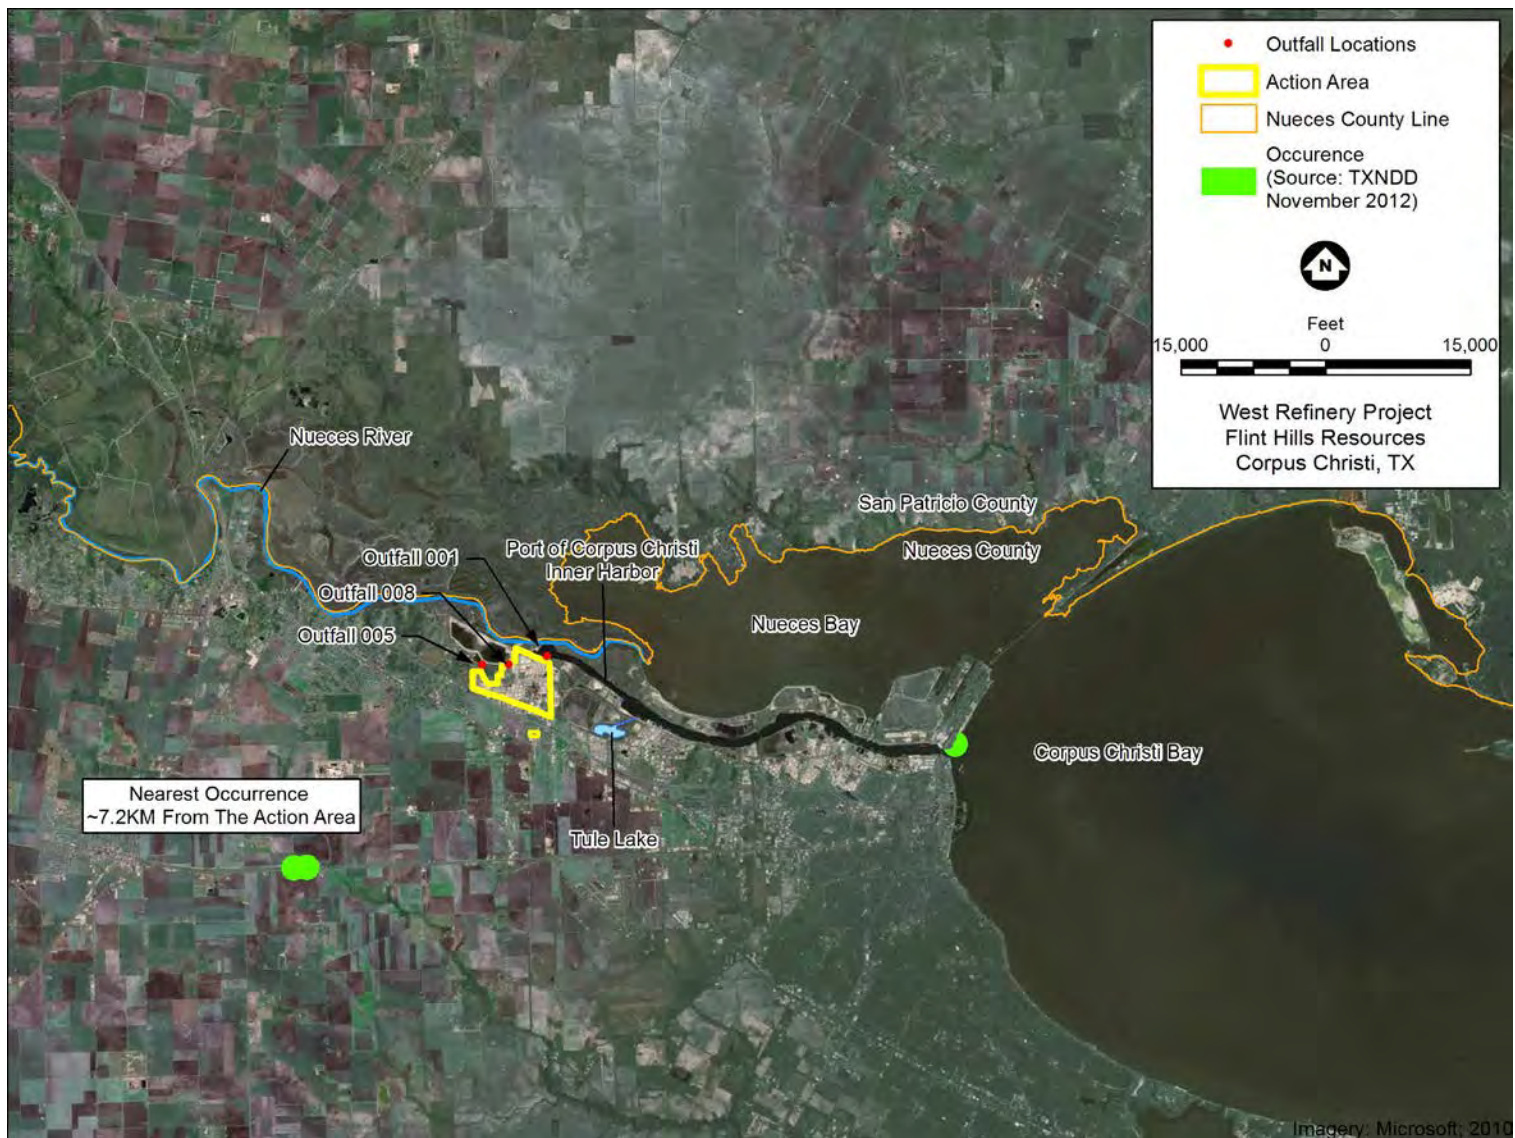 Outfall Locations
Action Area
Nueces County Line
Occurence
(Source: TXNDD
November 2012)
N
Feet
15,000 0 15,000
West Refinery Project
Flint Hills Resources
Corpus Christi, TX
Nueces River
San Patricio County
Nueces County
Port of Corpus Christi
Inner Harbor
Outfall 001
Outfall 008
Outfall 005
Nueces Bay
Corpus Christi Bay
Nearest Occurrence
~7.2KM From The Action Area
Tule Lake
Imagery: Microsoft, 2010